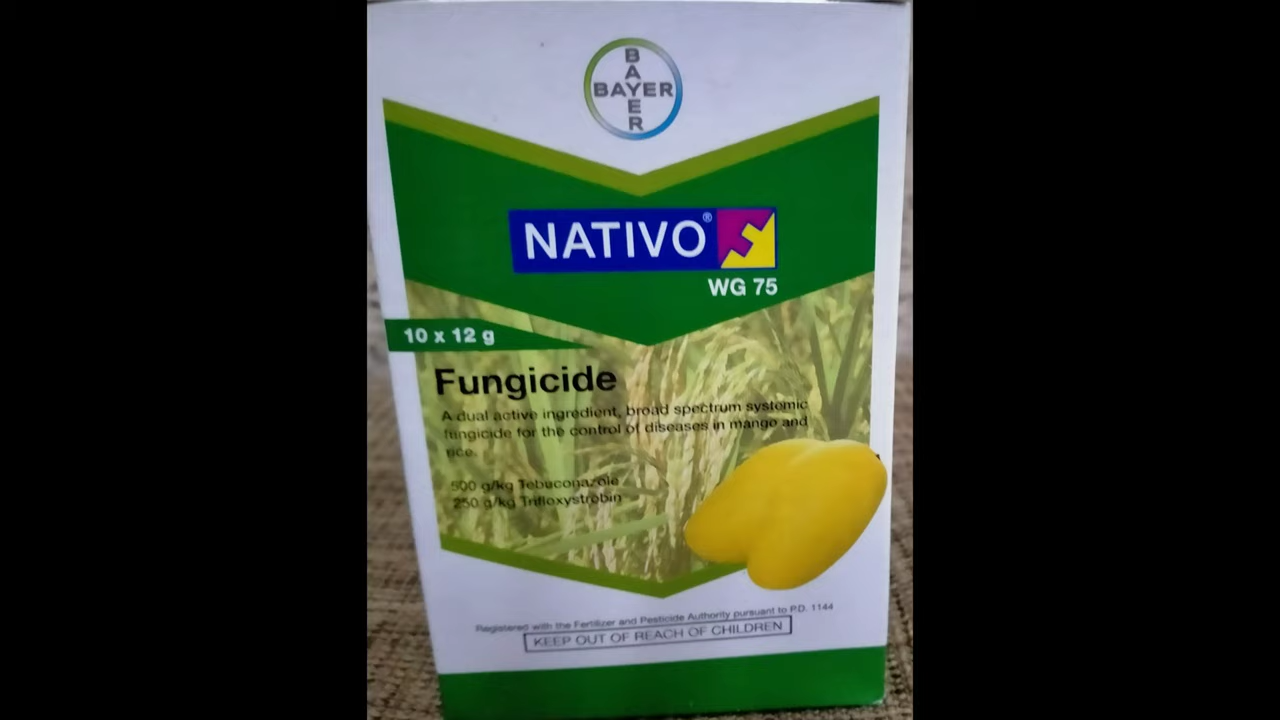 BAYER
BAYER
NATIVO®
WG 75
10 x 12 g
Fungicide
A dual active ingredient, broad spectrum systemic
fungicide for the control of diseases in mango and
rice.
500 g/kg Tebuconazole
250 g/kg Trifloxystrobin
Registered with the Fertilizer and Pesticide Authority pursuant to P.D. 1144
KEEP OUT OF REACH OF CHILDREN